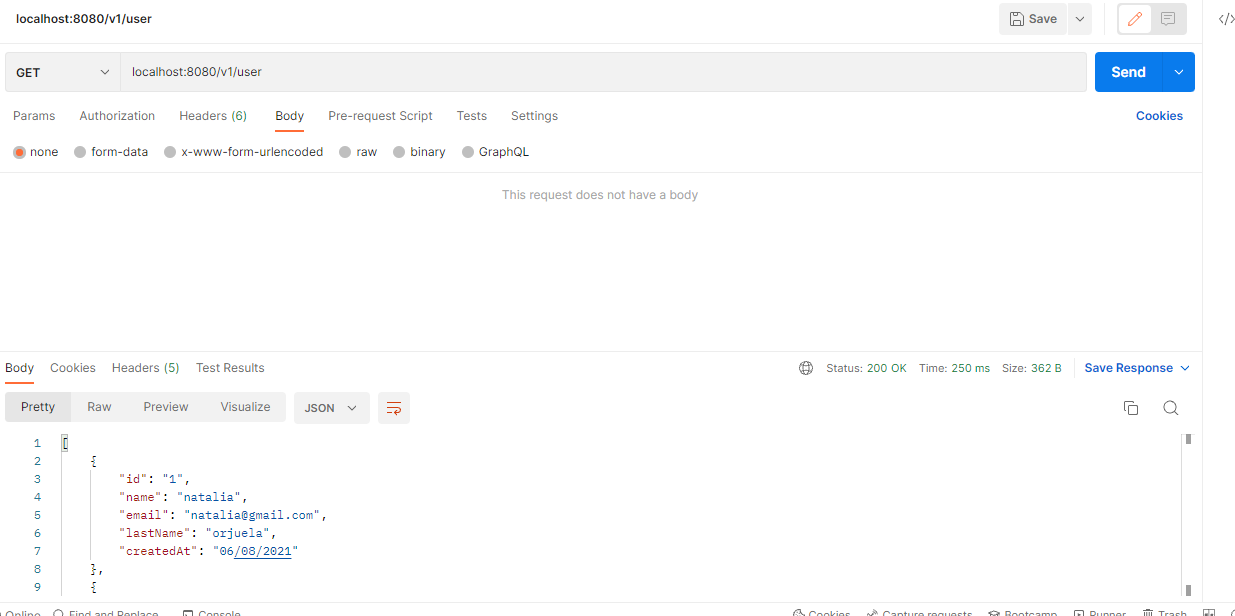 localhost:8080/v1/user
Save
GET
localhost:8080/v1/user
Send
Params Authorization Headers (6) Body Pre-request Script Tests Settings Cookies
none form-data x-www-form-urlencoded raw binary GraphQL
This request does not have a body
Body Cookies Headers (5) Test Results Status: 200 OK Time: 250 ms Size: 362 B Save Response
Pretty Raw Preview Visualize JSON
1 [
2 {
3 "id": "1",
4 "name": "natalia",
5 "email": "natalia@gmail.com",
6 "lastName": "orjuela",
7 "createdAt": "06/08/2021"
8 },
9 {
Online Find and Replace Console Cookies Capture requests Bootcamp Runner Trash